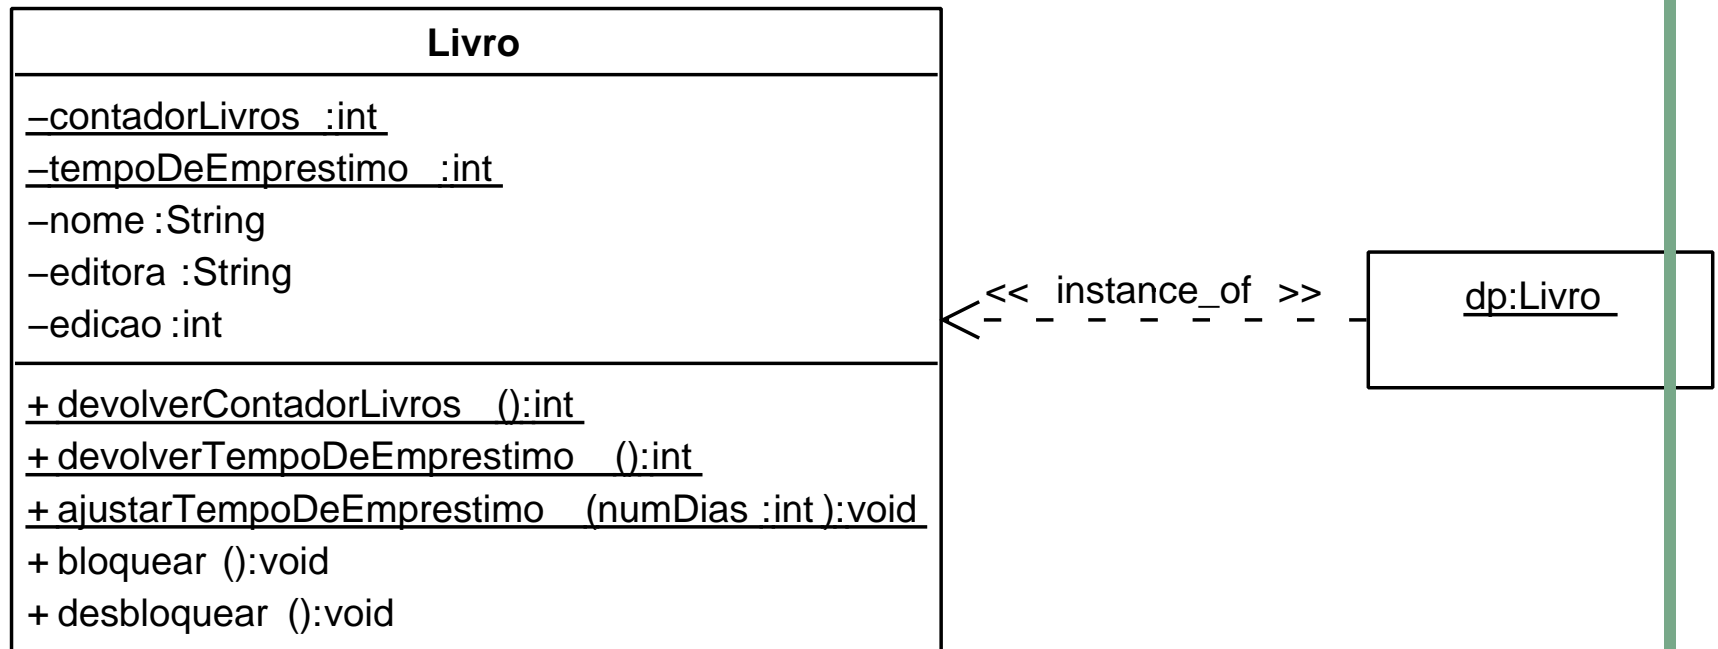 Livro
–contadorLivros :int
–tempoDeEmprestimo :int
–nome :String
–editora :String
–edicao :int
<< instance_of >>
dp:Livro
+ devolverContadorLivros ():int
+ devolverTempoDeEmprestimo ():int
+ ajustarTempoDeEmprestimo (numDias :int ):void
+ bloquear ():void
+ desbloquear ():void